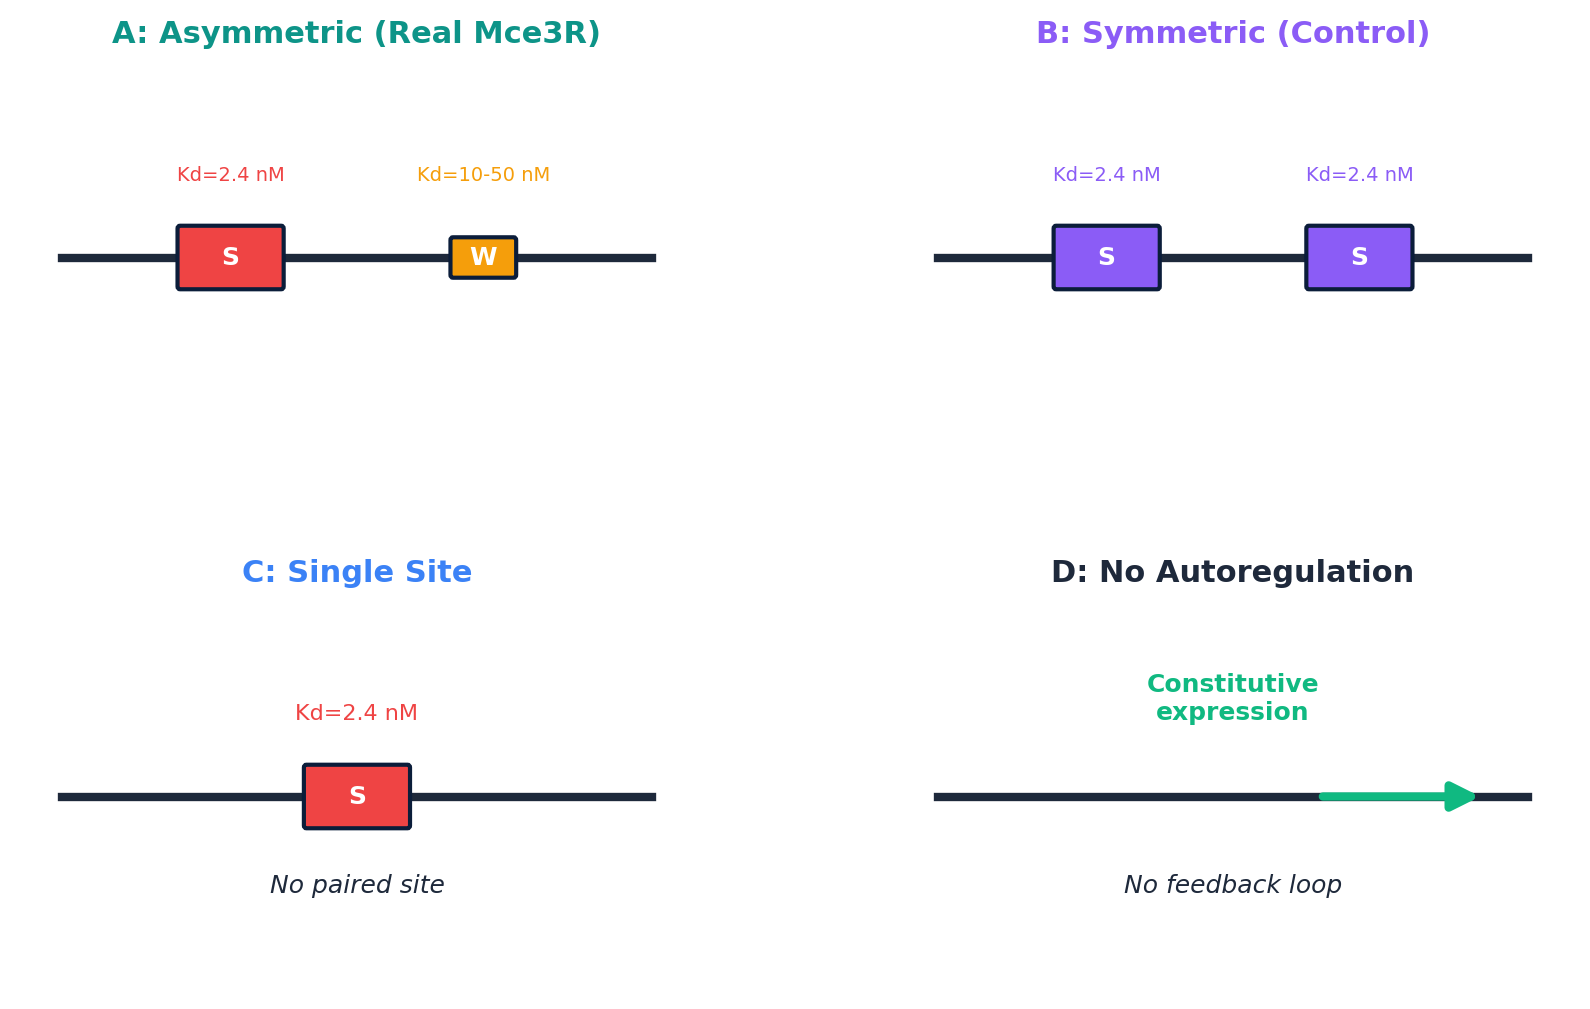 A: Asymmetric (Real Mce3R)
Kd=2.4 nM
Kd=10-50 nM
S
W
B: Symmetric (Control)
Kd=2.4 nM
Kd=2.4 nM
S
S
C: Single Site
Kd=2.4 nM
S
No paired site
D: No Autoregulation
Constitutive
expression
No feedback loop